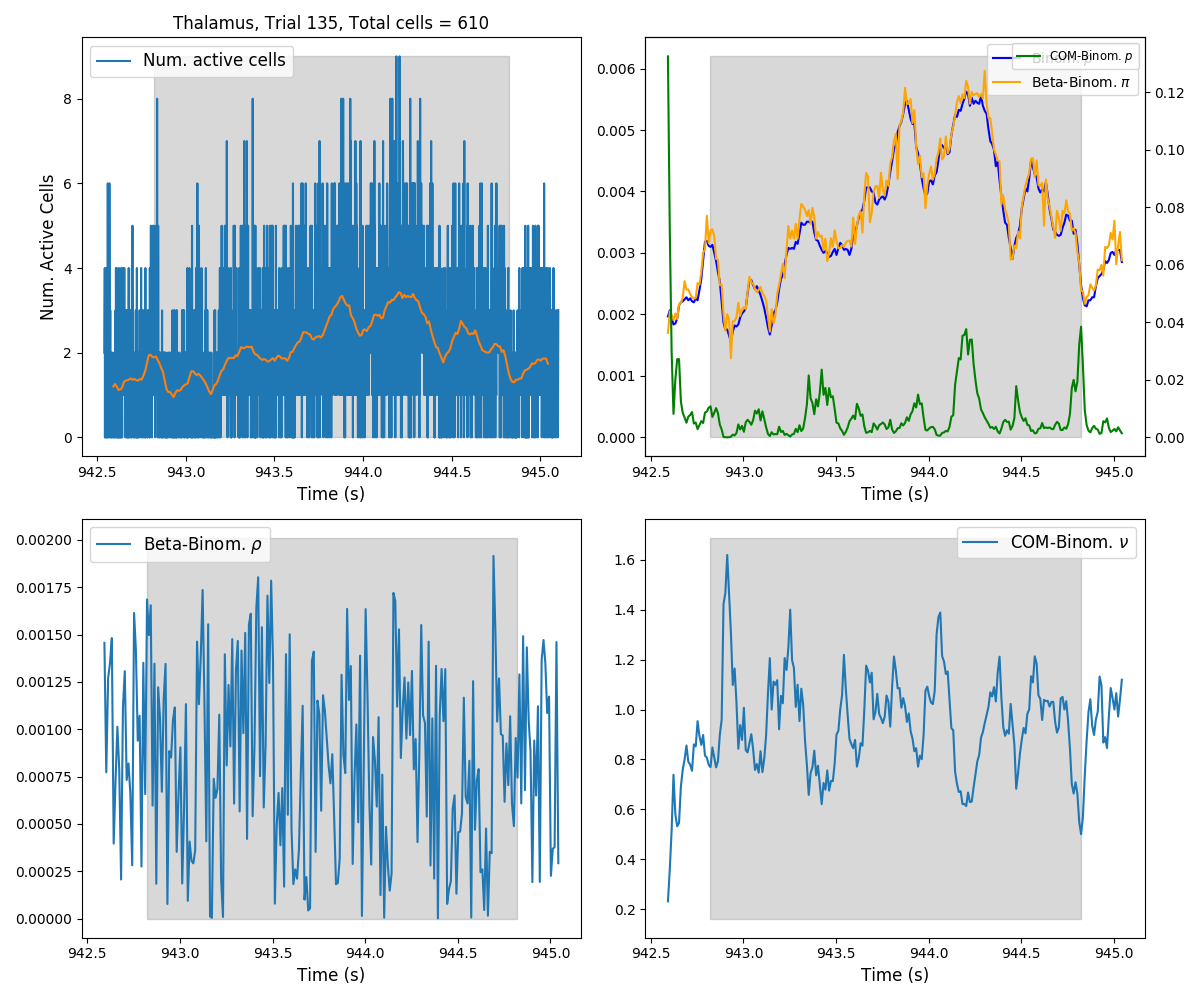 Thalamus, Trial 135, Total cells = 610
Num. active cells
Num. Active Cells
8
6
4
2
0
942.5 943.0 943.5 944.0 944.5 945.0
Time (s)
COM-Binom. p
Beta-Binom. π
0.006
0.005
0.004
0.003
0.002
0.001
0.000
0.12
0.10
0.08
0.06
0.04
0.02
0.00
942.5 943.0 943.5 944.0 944.5 945.0
Time (s)
Beta-Binom. ρ
0.00200
0.00175
0.00150
0.00125
0.00100
0.00075
0.00050
0.00025
0.00000
942.5 943.0 943.5 944.0 944.5 945.0
Time (s)
COM-Binom. ν
1.6
1.4
1.2
1.0
0.8
0.6
0.4
0.2
942.5 943.0 943.5 944.0 944.5 945.0
Time (s)